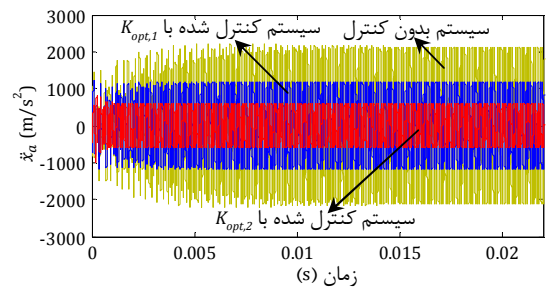 3000
2000
1000
0
-1000
-2000
-3000
ẍa (m/s²)
سیستم کنترل شده با Kopt,1
سیستم بدون کنترل
سیستم کنترل شده با Kopt,2
0
0.005
0.01
0.015
0.02
زمان (s)